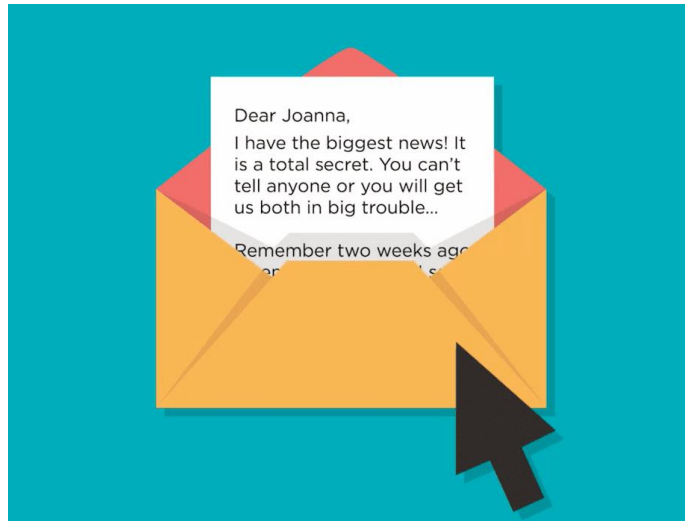 Dear Joanna,
I have the biggest news! It
is a total secret. You can't
tell anyone or you will get
us both in big trouble...
Remember two weeks ago